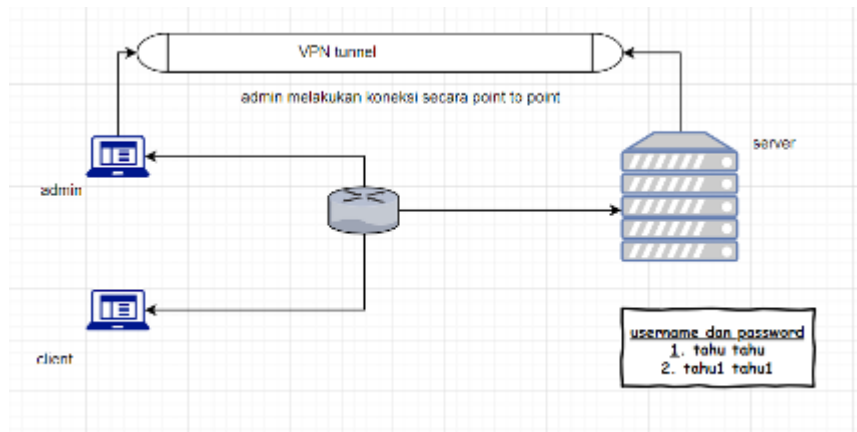 VPN tunnel
admin melakukan koneksi secara point to point
server
admin
client
username dan password
1. tahu tahu
2. tahu1 tahu1